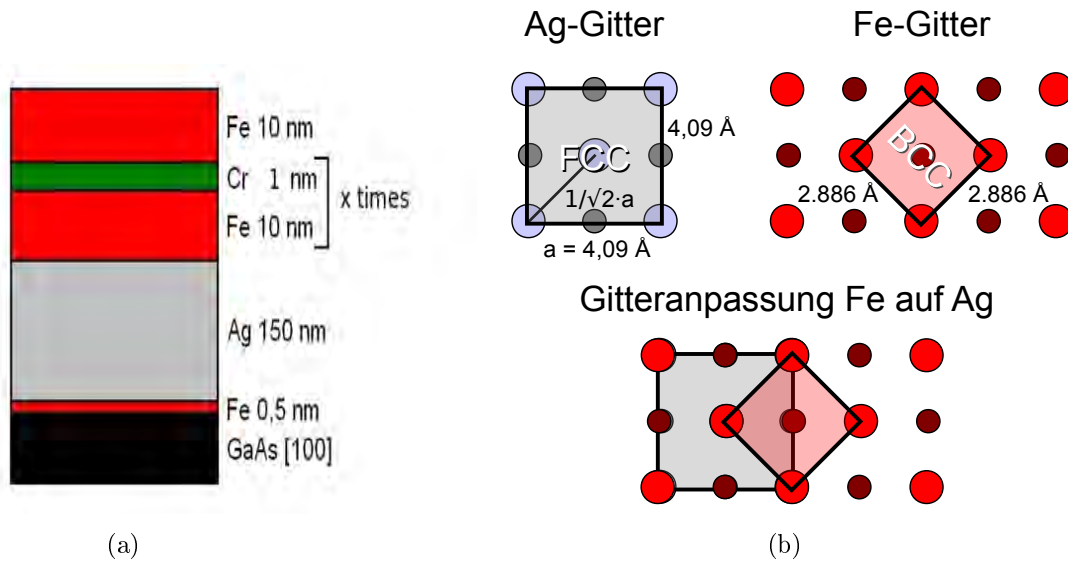 Fe 10 nm
Cr 1 nm
Fe 10 nm
x times
Ag 150 nm
Fe 0,5 nm
GaAs [100]
(a)
Ag-Gitter
Fe-Gitter
FCC
4,09 Å
1/√2·a
a = 4,09 Å
BCC
2.886 Å
2.886 Å
Gitteranpassung Fe auf Ag
(b)